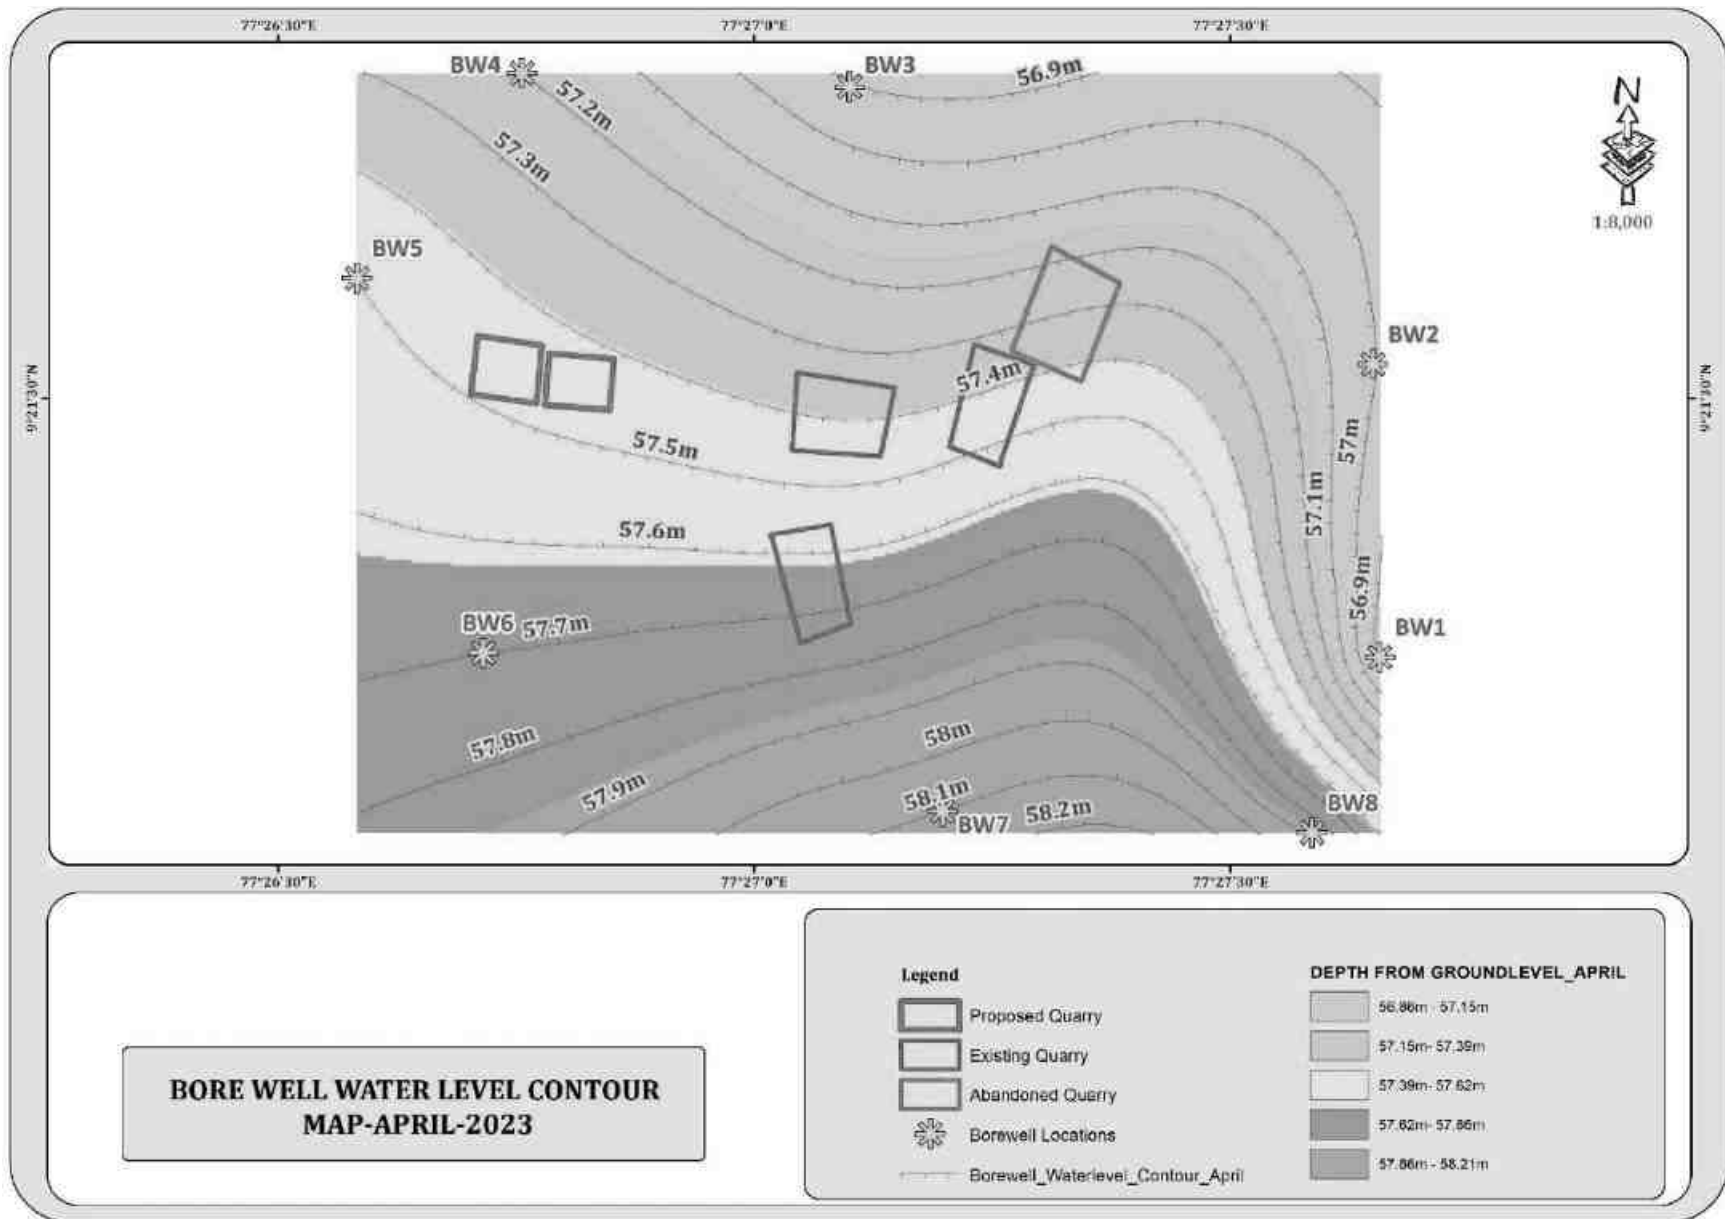 77°26'30"E 77°27'0"E 77°27'30"E
BW4 BW3 56.9m
57.2m
57.3m
N
1:8,000
BW5
BW2
9°21'30"N 9°21'30"N
57.4m
57.5m
57m
57.1m
57.6m
56.9m
BW6 57.7m
BW1
57.8m
58m
57.9m
58.1m
58.2m
BW7
BW8
77°26'30"E 77°27'0"E 77°27'30"E
BORE WELL WATER LEVEL CONTOUR
MAP-APRIL-2023
Legend
Proposed Quarry
Existing Quarry
Abandoned Quarry
Borewell Locations
Borewell_Waterlevel_Contour_April
DEPTH FROM GROUNDLEVEL_APRIL
56.86m - 57.15m
57.15m- 57.39m
57.39m- 57.62m
57.62m- 57.86m
57.86m - 58.21m